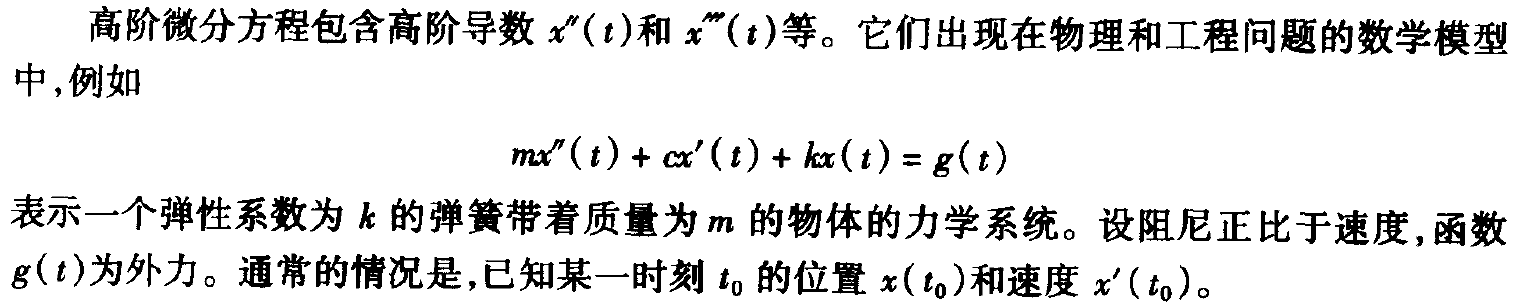 高阶微分方程包含高阶导数 x″(t)和 x‴(t)等。它们出现在物理和工程问题的数学模型
中,例如
mx″(t) + cx′(t) + kx(t) = g(t)
表示一个弹性系数为 k 的弹簧带着质量为 m 的物体的力学系统。设阻尼正比于速度,函数
g(t)为外力。通常的情况是,已知某一时刻 t₀ 的位置 x(t₀)和速度 x′(t₀)。